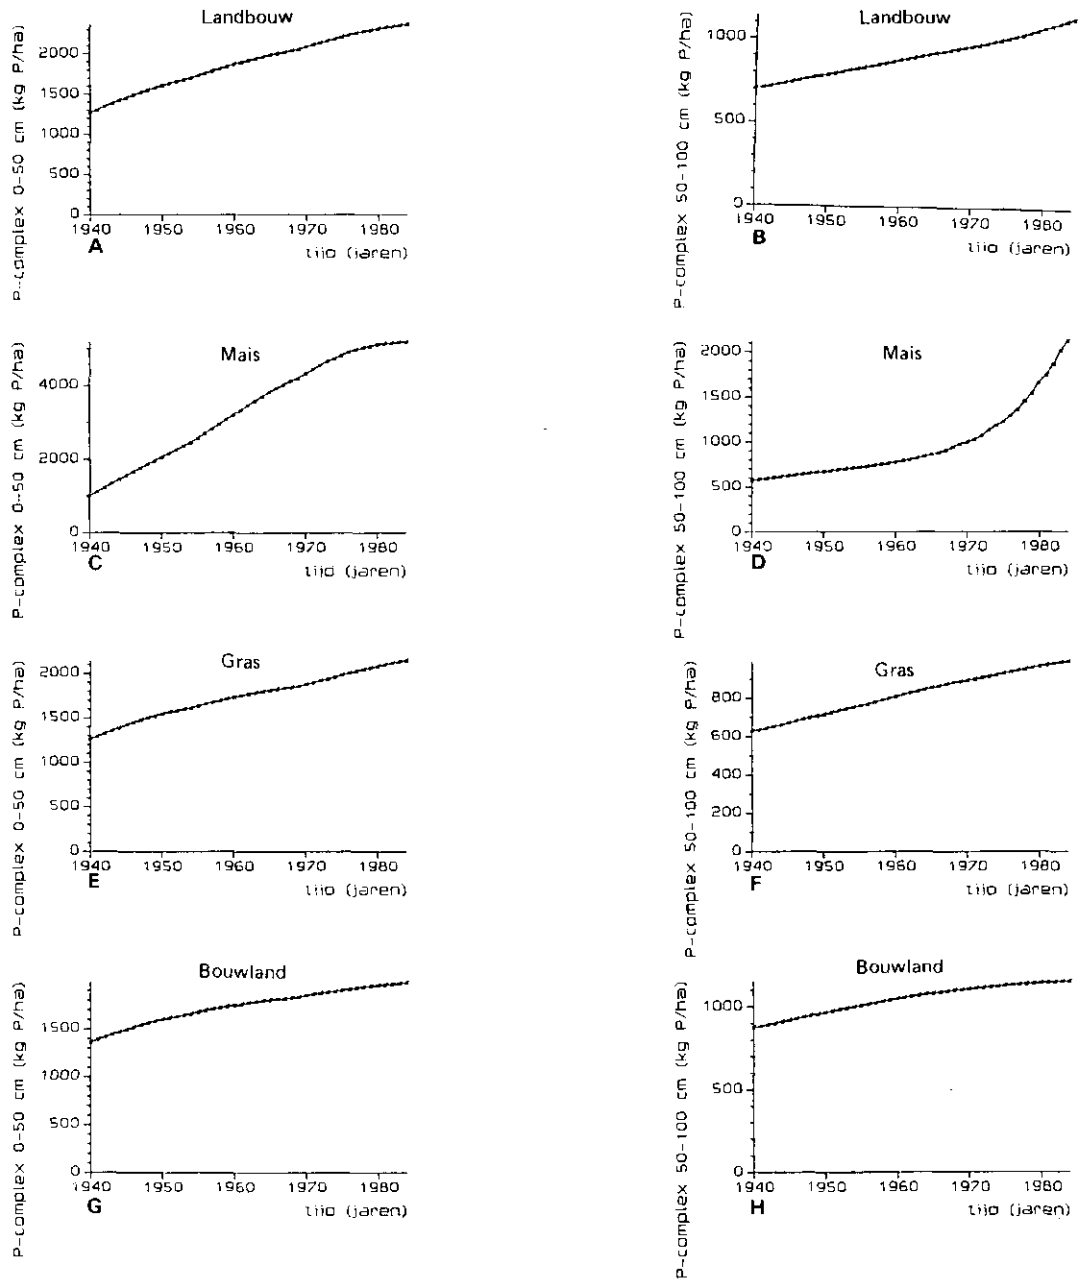 Landbouw
P-complex 0-50 cm (kg P/ha)
2000
1500
1000
500
0
1940 1950 1960 1970 1980
A
tijd (jaren)
Landbouw
P-complex 50-100 cm (kg P/ha)
1000
500
0
1940 1950 1960 1970 1980
B
tijd (jaren)
Mais
P-complex 0-50 cm (kg P/ha)
4000
2000
0
1940 1950 1960 1970 1980
C
tijd (jaren)
Mais
P-complex 50-100 cm (kg P/ha)
2000
1500
1000
500
0
1940 1950 1960 1970 1980
D
tijd (jaren)
Gras
P-complex 0-50 cm (kg P/ha)
2000
1500
1000
500
0
1940 1950 1960 1970 1980
E
tijd (jaren)
Gras
P-complex 50-100 cm (kg P/ha)
800
600
400
200
0
1940 1950 1960 1970 1980
F
tijd (jaren)
Bouwland
P-complex 0-50 cm (kg P/ha)
1500
1000
500
0
1940 1950 1960 1970 1980
G
tijd (jaren)
Bouwland
P-complex 50-100 cm (kg P/ha)
1000
500
0
1940 1950 1960 1970 1980
H
tijd (jaren)